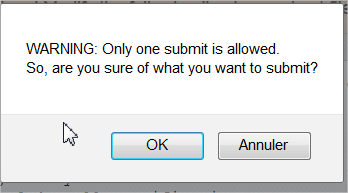 WARNING: Only one submit is allowed.
So, are you sure of what you want to submit?
OK
Annuler